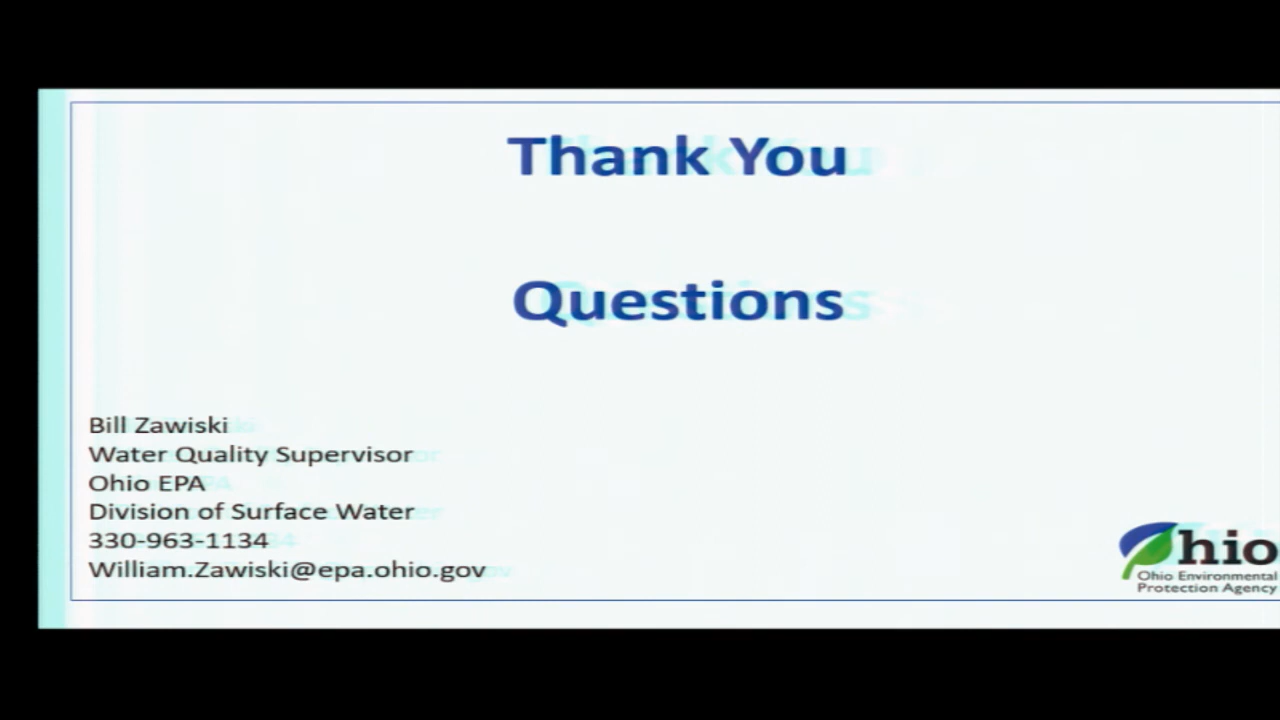 Thank You
Questions
Bill Zawiski
Water Quality Supervisor
Ohio EPA
Division of Surface Water
330-963-1134
William.Zawiski@epa.ohio.gov
Ohio
Ohio Environmental
Protection Agency